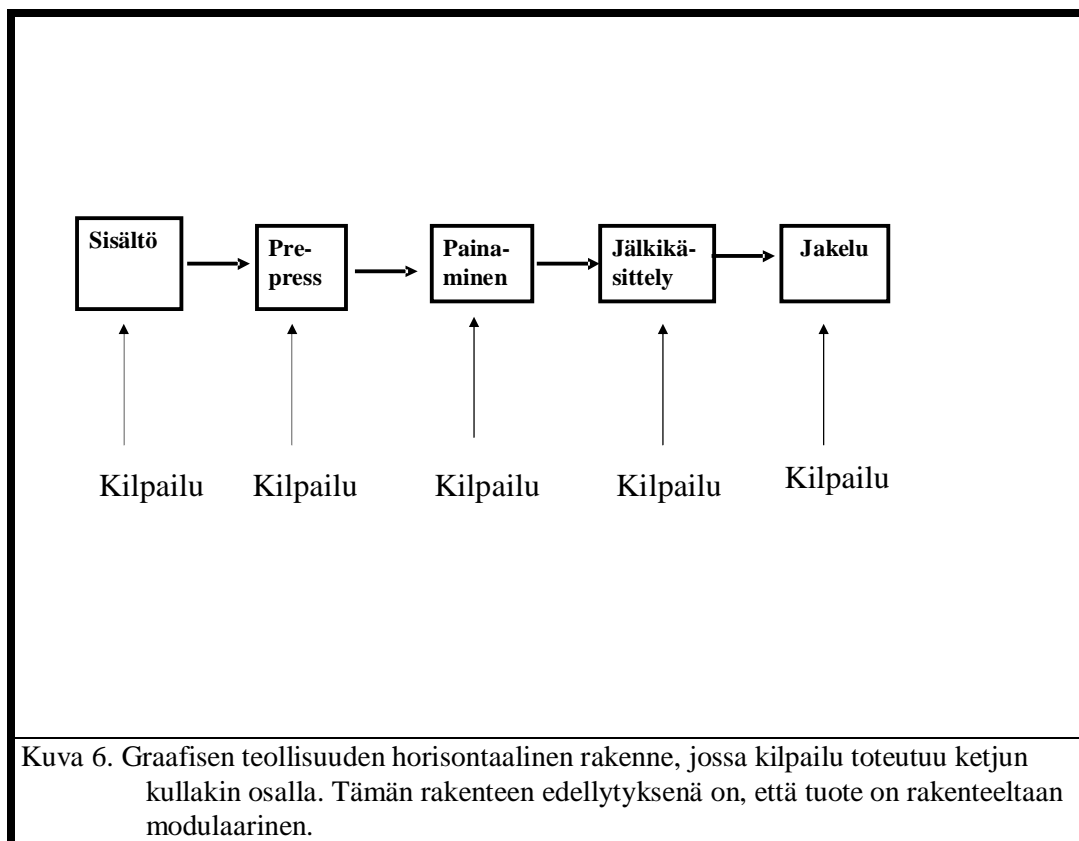 Sisältö
Pre-
press
Paina-
minen
Jälkikä-
sittely
Jakelu
Kilpailu
Kilpailu
Kilpailu
Kilpailu
Kilpailu
Kuva 6. Graafisen teollisuuden horisontaalinen rakenne, jossa kilpailu toteutuu ketjun
kullakin osalla. Tämän rakenteen edellytyksenä on, että tuote on rakenteeltaan
modulaarinen.